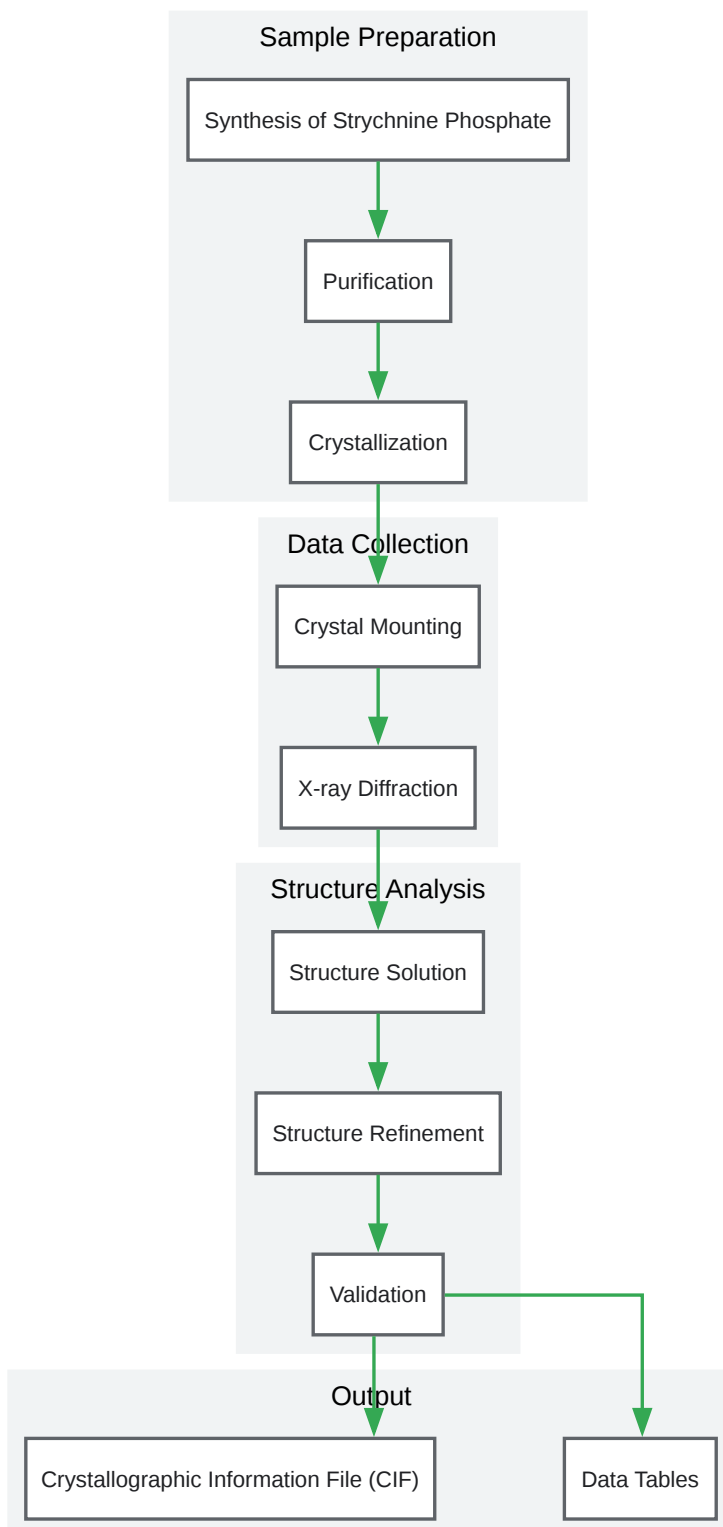 Sample Preparation
Synthesis of Strychnine Phosphate
Purification
Crystallization
Data Collection
Crystal Mounting
X-ray Diffraction
Structure Analysis
Structure Solution
Structure Refinement
Validation
Output
Crystallographic Information File (CIF)
Data Tables